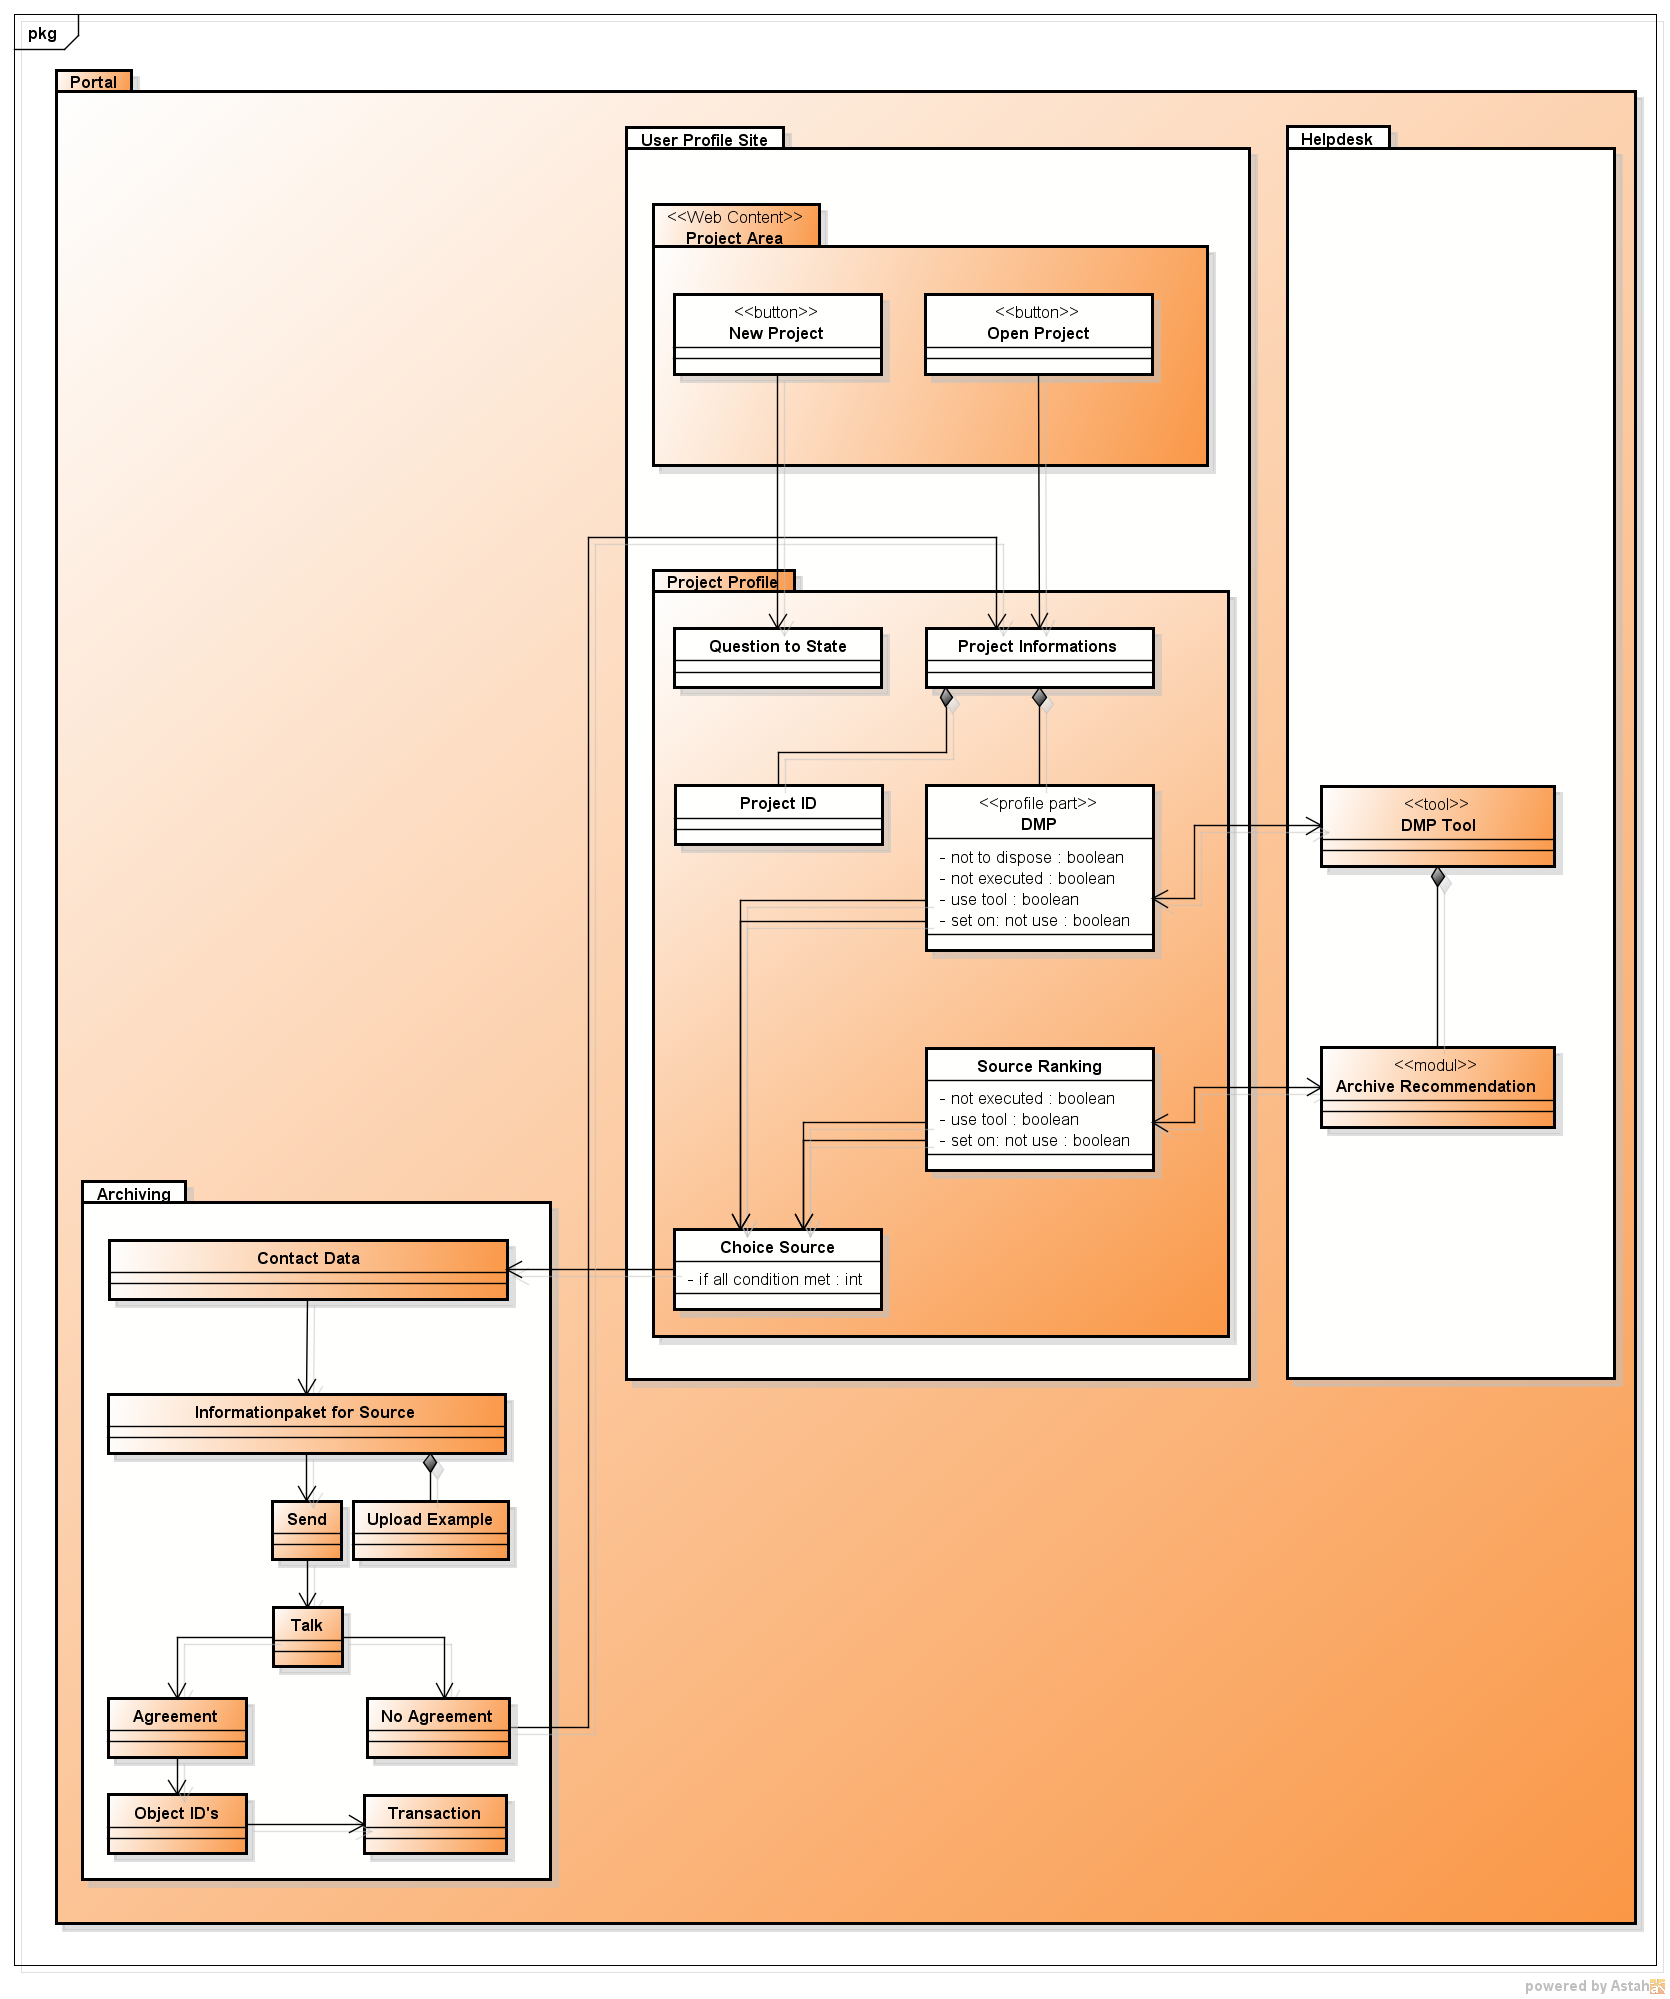 pkg
Portal
User Profile Site
Helpdesk
<<Web Content>>
Project Area
<<button>>
New Project
<<button>>
Open Project
Project Profile
Question to State
Project Informations
Project ID
<<profile part>>
DMP
- not to dispose : boolean
- not executed : boolean
- use tool : boolean
- set on: not use : boolean
<<tool>>
DMP Tool
Source Ranking
- not executed : boolean
- use tool : boolean
- set on: not use : boolean
<<modul>>
Archive Recommendation
Archiving
Contact Data
Choice Source
- if all condition met : int
Informationpaket for Source
Send
Upload Example
Talk
Agreement
No Agreement
Object ID's
Transaction
powered by Astah